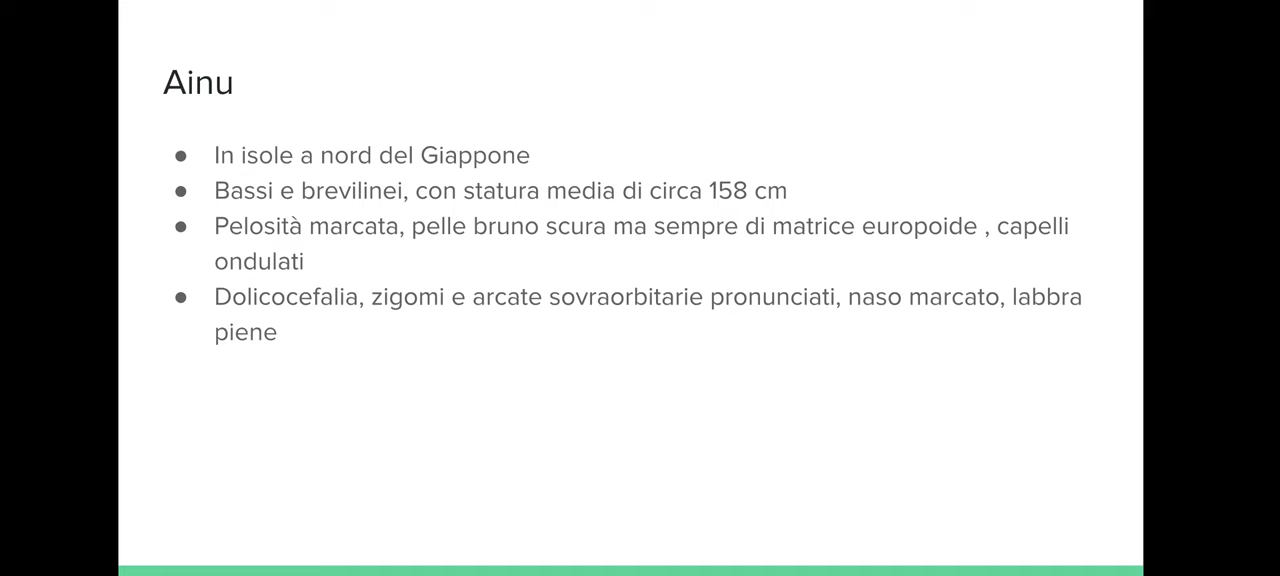 Ainu
● In isole a nord del Giappone
● Bassi e brevilinei, con statura media di circa 158 cm
● Pelosità marcata, pelle bruno scura ma sempre di matrice europoide , capelli
ondulati
● Dolicocefalia, zigomi e arcate sovraorbitarie pronunciati, naso marcato, labbra
piene